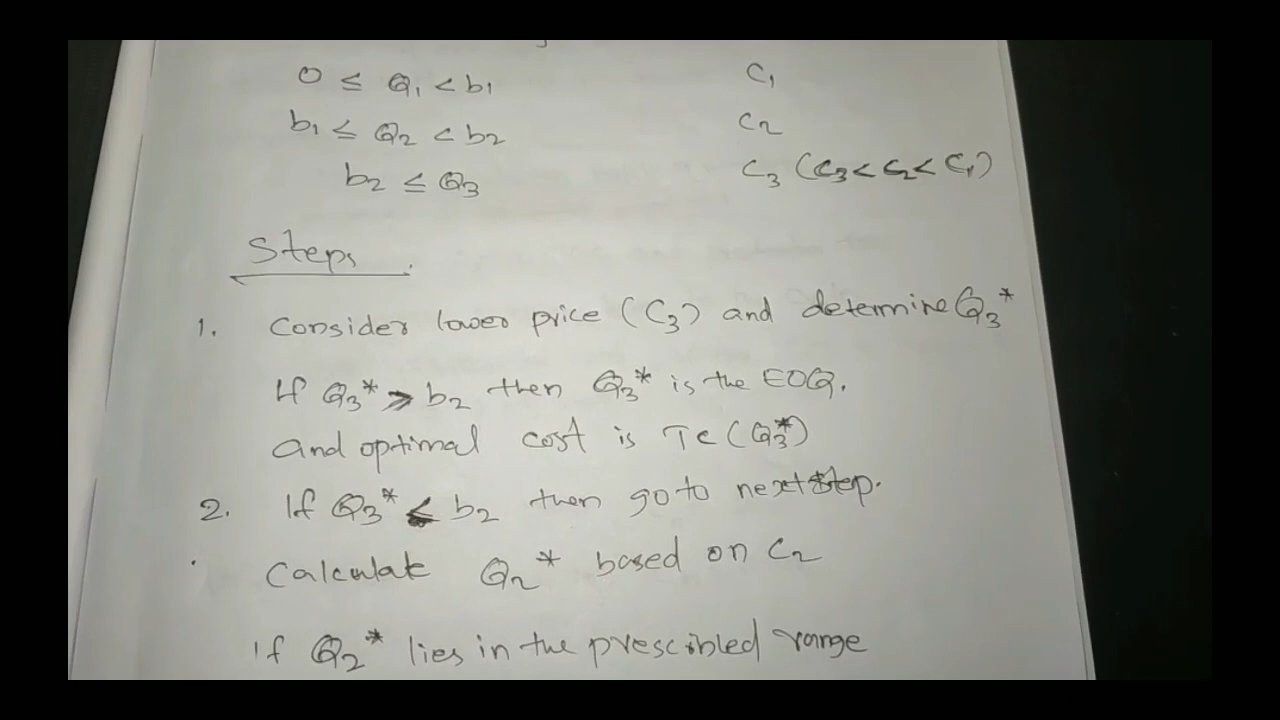 0 ≤ Q1 < b1 C1
b1 ≤ Q2 < b2 C2
b2 ≤ Q3 C3 (C3 < C2 < C1)
Steps
1. Consider lower price (C3) and determine Q3*
If Q3* > b2 then Q3* is the EOQ.
and optimal cost is TC (Q3*)
2. If Q3* < b2 then go to next step.
Calculate Q2* based on C2
If Q2* lies in the prescribled range